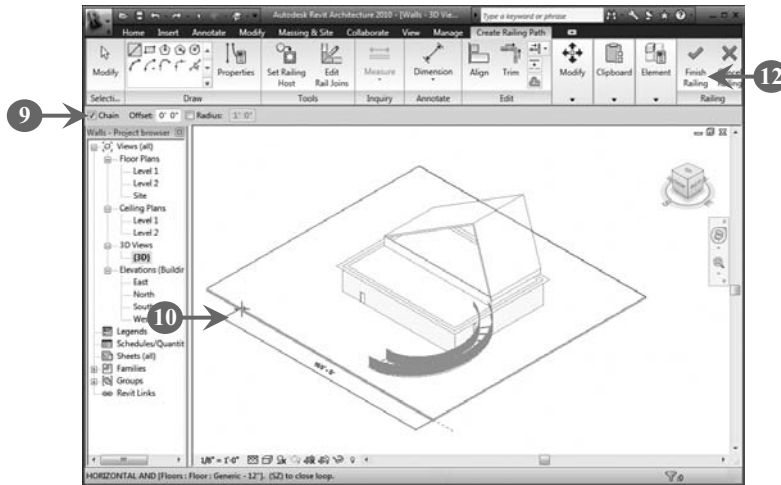 Autodesk Revit Architecture 2010 - [Walls - 3D Vie...
Type a keyword or phrase
Home Insert Annotate Modify Massing & Site Collaborate View Manage Create Railing Path
Modify
Properties
Set Railing Host
Edit Rail Joins
Measure
Dimension
Align
Trim
Modify
Clipboard
Element
Finish Railing
12
Selecti... Draw Tools Inquiry Annotate Edit Railing
9
Chain Offset: 0' 0" Radius: 1' 0"
Walls - Project browser
Views (all)
Floor Plans
Level 1
Level 2
Site
Ceiling Plans
Level 1
Level 2
3D Views
{3D}
Elevations (Buildin
East
North
Sout
10
Wes
Legends
Schedules/Quantit
Sheets (all)
Families
Groups
Revit Links
1/8" = 1'-0"
HORIZONTAL AND [Floors : Floor : Generic - 12"]. (SZ) to close loop.
:0